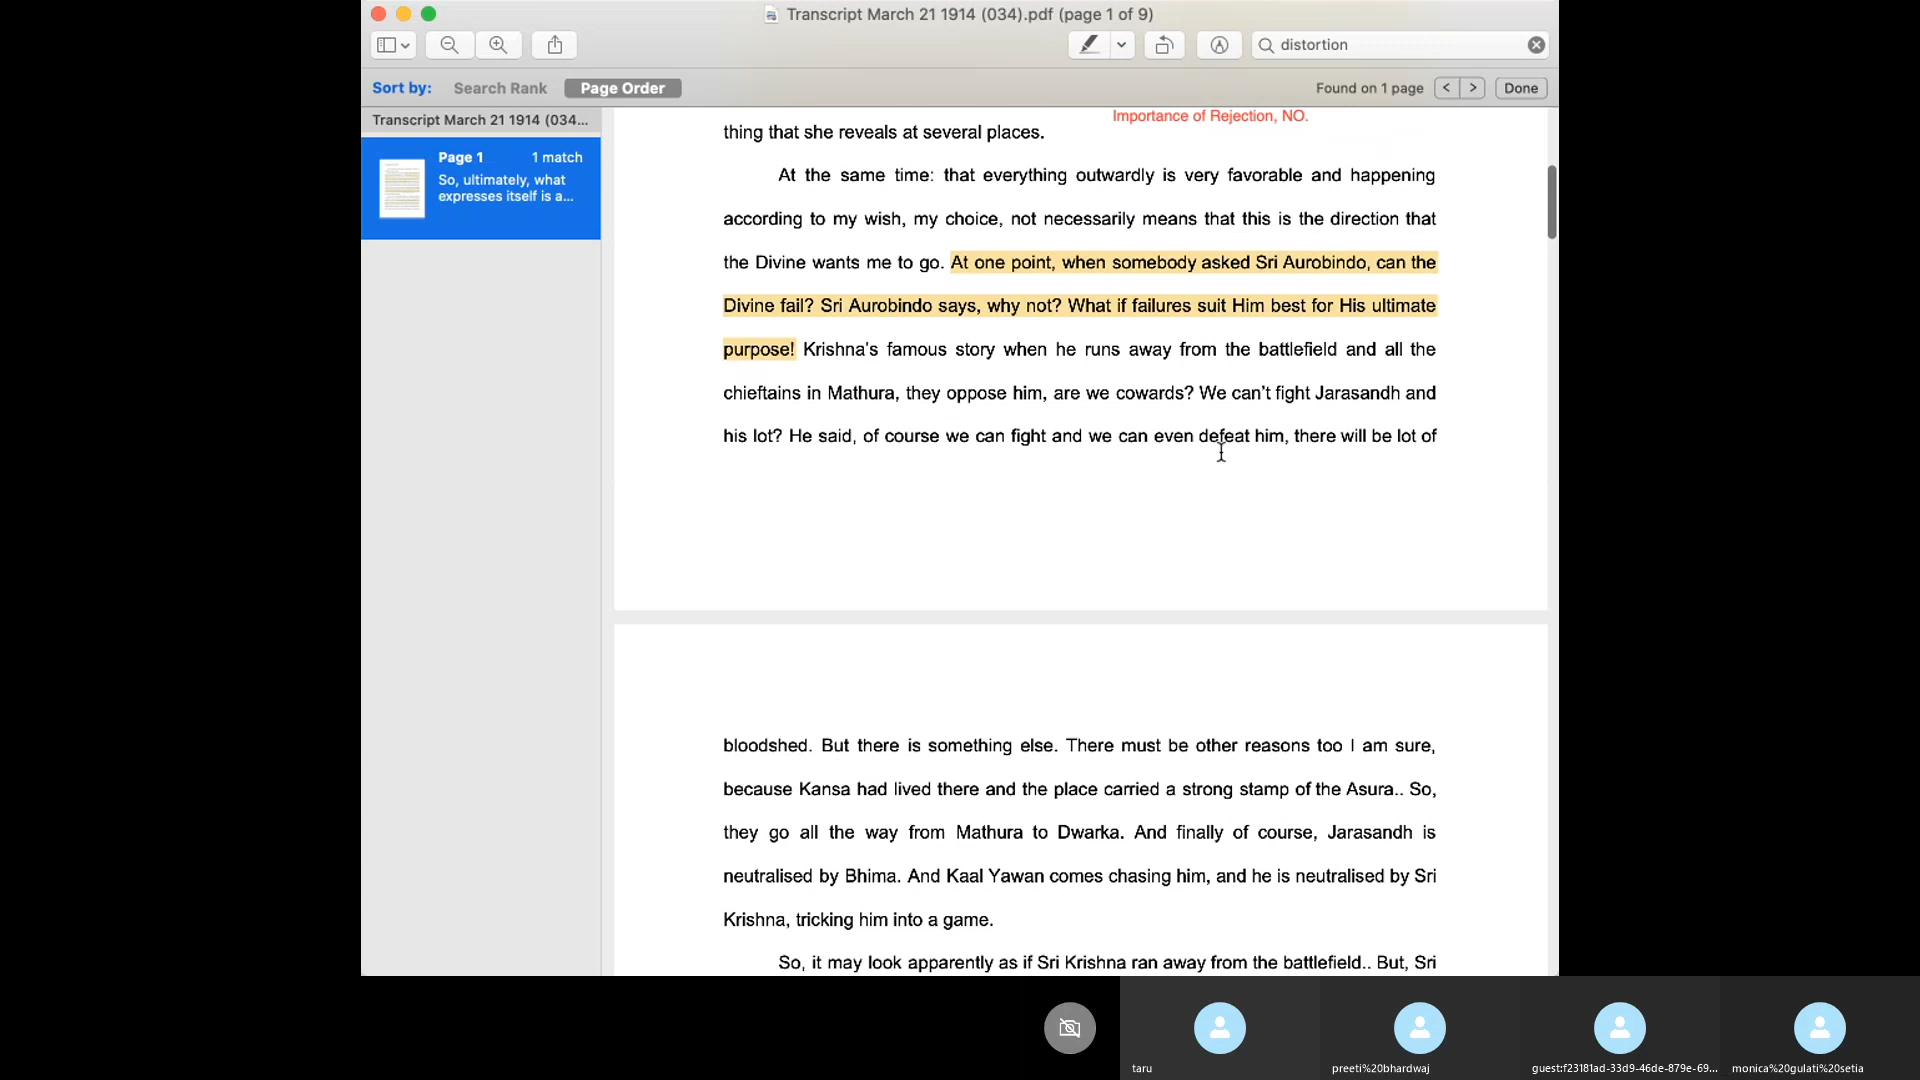 Transcript March 21 1914 (034).pdf (page 1 of 9)
distortion
Sort by: Search Rank Page Order Found on 1 page < > Done
Transcript March 21 1914 (034...
Page 1 1 match
So, ultimately, what
expresses itself is a...
Importance of Rejection, NO.
thing that she reveals at several places.
At the same time: that everything outwardly is very favorable and happening
according to my wish, my choice, not necessarily means that this is the direction that
the Divine wants me to go. At one point, when somebody asked Sri Aurobindo, can the
Divine fail? Sri Aurobindo says, why not? What if failures suit Him best for His ultimate
purpose! Krishna's famous story when he runs away from the battlefield and all the
chieftains in Mathura, they oppose him, are we cowards? We can't fight Jarasandh and
his lot? He said, of course we can fight and we can even defeat him, there will be lot of
bloodshed. But there is something else. There must be other reasons too I am sure,
because Kansa had lived there and the place carried a strong stamp of the Asura.. So,
they go all the way from Mathura to Dwarka. And finally of course, Jarasandh is
neutralised by Bhima. And Kaal Yawan comes chasing him, and he is neutralised by Sri
Krishna, tricking him into a game.
So, it may look apparently as if Sri Krishna ran away from the battlefield.. But, Sri
taru
preeti%20bhardwaj
guest:f23181ad-33d9-46de-879e-69...
monica%20gulati%20setia